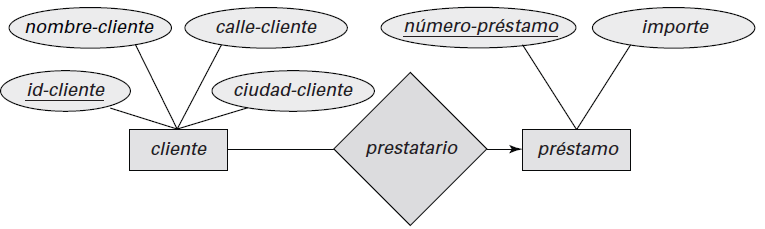 nombre-cliente
calle-cliente
número-préstamo
importe
id-cliente
ciudad-cliente
cliente
prestatario
préstamo